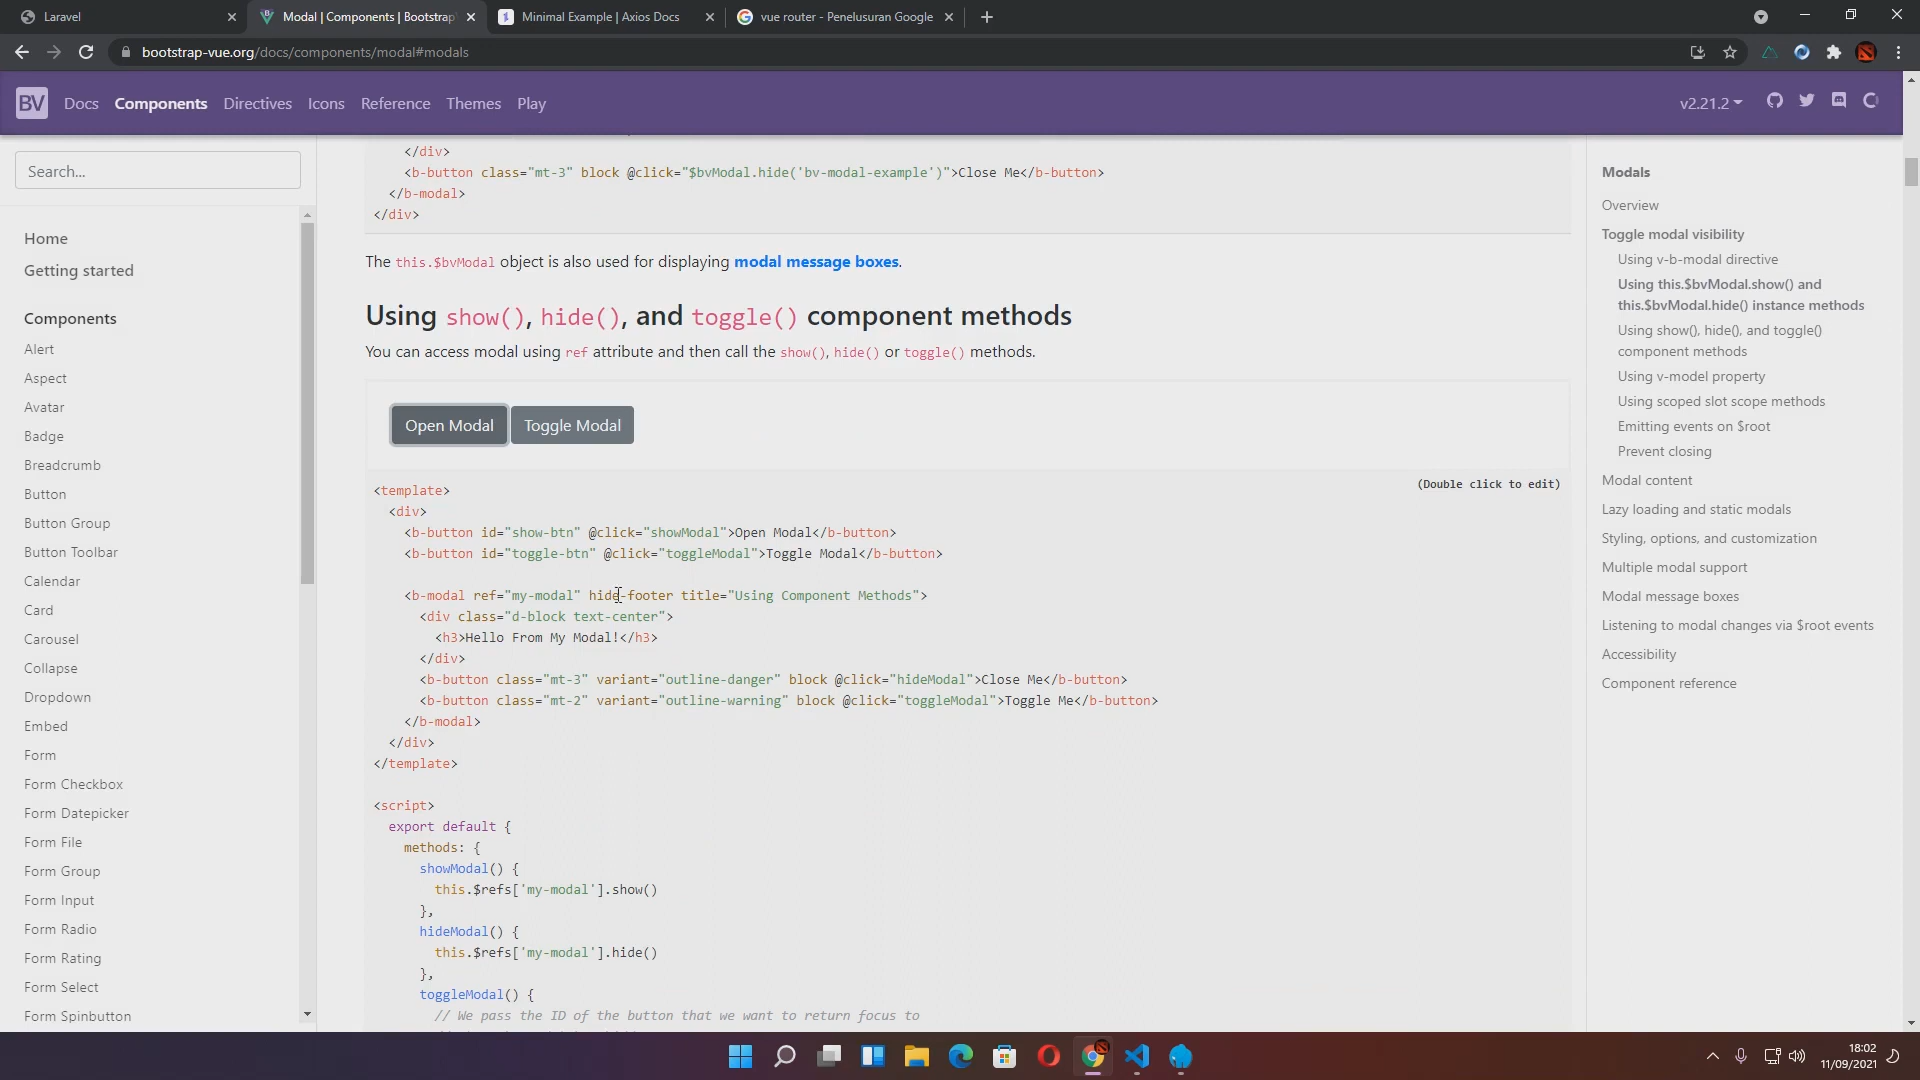 Laravel
Modal | Components | Bootstrap
Minimal Example | Axios Docs
vue router - Penelusuran Google
bootstrap-vue.org/docs/components/modal#modals
BV
Docs
Components
Directives
Icons
Reference
Themes
Play
v2.21.2
Search...
Home
Getting started
Components
Alert
Aspect
Avatar
Badge
Breadcrumb
Button
Button Group
Button Toolbar
Calendar
Card
Carousel
Collapse
Dropdown
Embed
Form
Form Checkbox
Form Datepicker
Form File
Form Group
Form Input
Form Radio
Form Rating
Form Select
Form Spinbutton
</div>
<b-button class="mt-3" block @click="$bvModal.hide('bv-modal-example')">Close Me</b-button>
</b-modal>
</div>
The this.$bvModal object is also used for displaying modal message boxes.
Using show(), hide(), and toggle() component methods
You can access modal using ref attribute and then call the show(), hide() or toggle() methods.
Open Modal
Toggle Modal
(Double click to edit)
<template>
<div>
<b-button id="show-btn" @click="showModal">Open Modal</b-button>
<b-button id="toggle-btn" @click="toggleModal">Toggle Modal</b-button>
<b-modal ref="my-modal" hide-footer title="Using Component Methods">
<div class="d-block text-center">
<h3>Hello From My Modal!</h3>
</div>
<b-button class="mt-3" variant="outline-danger" block @click="hideModal">Close Me</b-button>
<b-button class="mt-2" variant="outline-warning" block @click="toggleModal">Toggle Me</b-button>
</b-modal>
</div>
</template>
<script>
export default {
methods: {
showModal() {
this.$refs['my-modal'].show()
},
hideModal() {
this.$refs['my-modal'].hide()
},
toggleModal() {
// We pass the ID of the button that we want to return focus to
Modals
Overview
Toggle modal visibility
Using v-b-modal directive
Using this.$bvModal.show() and
this.$bvModal.hide() instance methods
Using show(), hide(), and toggle()
component methods
Using v-model property
Using scoped slot scope methods
Emitting events on $root
Prevent closing
Modal content
Lazy loading and static modals
Styling, options, and customization
Multiple modal support
Modal message boxes
Listening to modal changes via $root events
Accessibility
Component reference
18:02
11/09/2021